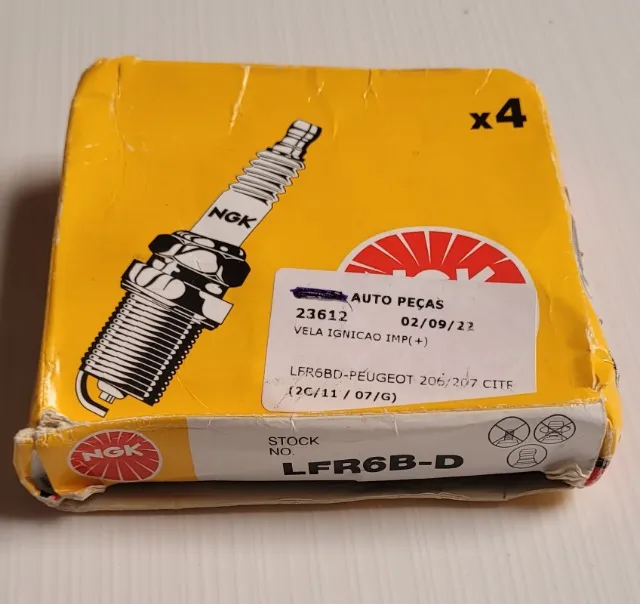 x4
NGK
NGK
AUTO PEÇAS
23612 02/09/22
VELA IGNICAO IMP(+)
LFR6BD-PEUGEOT 206/207 CITR
(2C/11 / 07/G)
NGK
STOCK
NO.
LFR6B-D